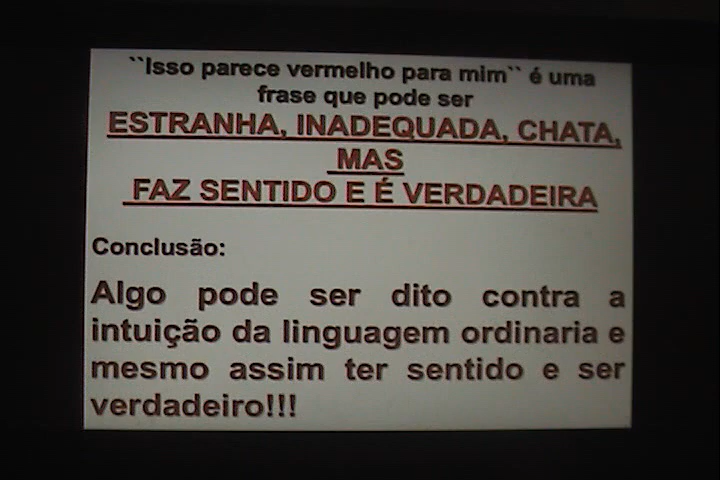 ``Isso parece vermelho para mim`` é uma
frase que pode ser
ESTRANHA, INADEQUADA, CHATA,
MAS
FAZ SENTIDO E É VERDADEIRA
Conclusão:
Algo pode ser dito contra a
intuição da linguagem ordinaria e
mesmo assim ter sentido e ser
verdadeiro!!!